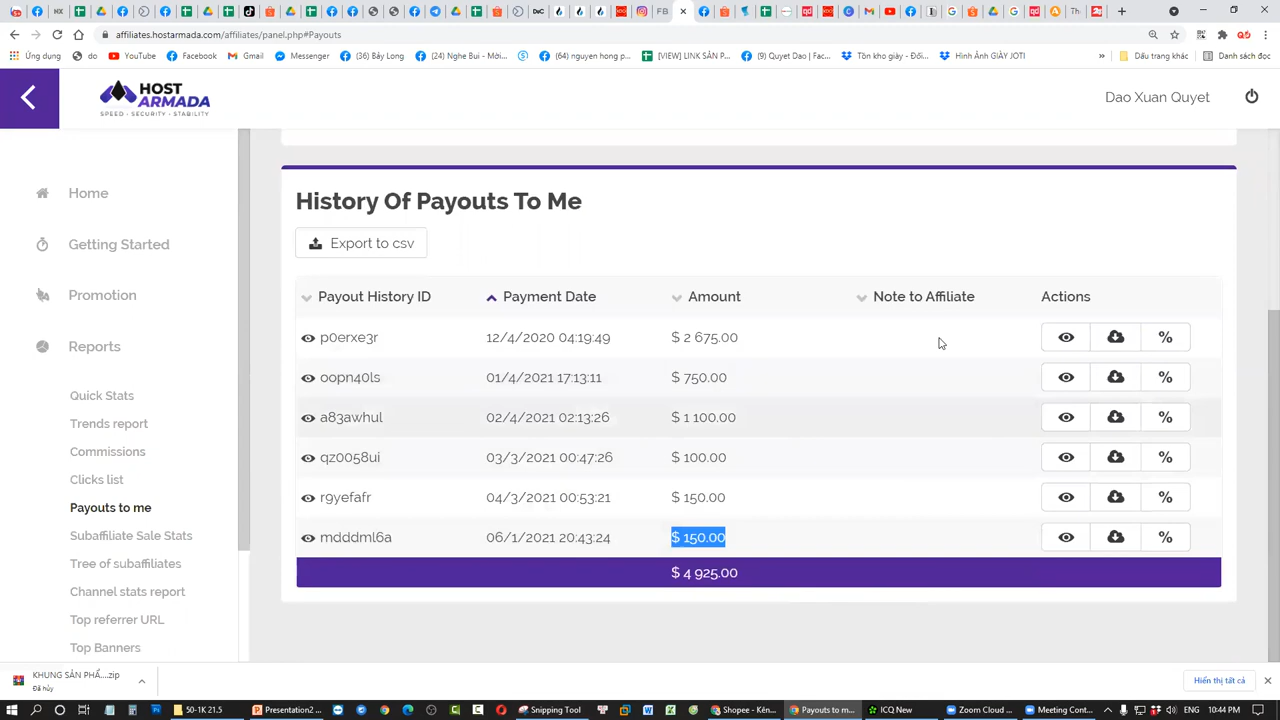 FB
affiliates.hostarmada.com/affiliates/panel.php#Payouts
Ứng dụng
do
YouTube
Facebook
Gmail
Messenger
(36) Bảy Long
(24) Nghe Bui - Mời...
(64) nguyen hong p...
[VIEW] LINK SẢN P...
(9) Quyet Dao | Fac...
Tồn kho giày - Đối...
Hình Ảnh GIÀY JOTI
»
Dấu trang khác
Danh sách đọc
HOST
ARMADA
SPEED - SECURITY - STABILITY
Dao Xuan Quyet
Home
Getting Started
Promotion
Reports
Quick Stats
Trends report
Commissions
Clicks list
Payouts to me
Subaffiliate Sale Stats
Tree of subaffiliates
Channel stats report
Top referrer URL
Top Banners
History Of Payouts To Me
Export to csv
Payout History ID Payment Date Amount Note to Affiliate Actions
p0erxe3r 12/4/2020 04:19:49 $ 2 675.00 %
oopn40ls 01/4/2021 17:13:11 $ 750.00 %
a83awhul 02/4/2021 02:13:26 $ 1 100.00 %
qz0058ui 03/3/2021 00:47:26 $ 100.00 %
r9yefafr 04/3/2021 00:53:21 $ 150.00 %
mdddml6a 06/1/2021 20:43:24 $ 150.00 %
$ 4 925.00
KHUNG SẢN PHẨ....zip
Đã hủy
Hiển thị tất cả
50-1K 21.5
Presentation2 ...
Snipping Tool
Shopee - Kên...
Payouts to m...
ICQ New
Zoom Cloud ...
Meeting Cont...
ENG
10:44 PM